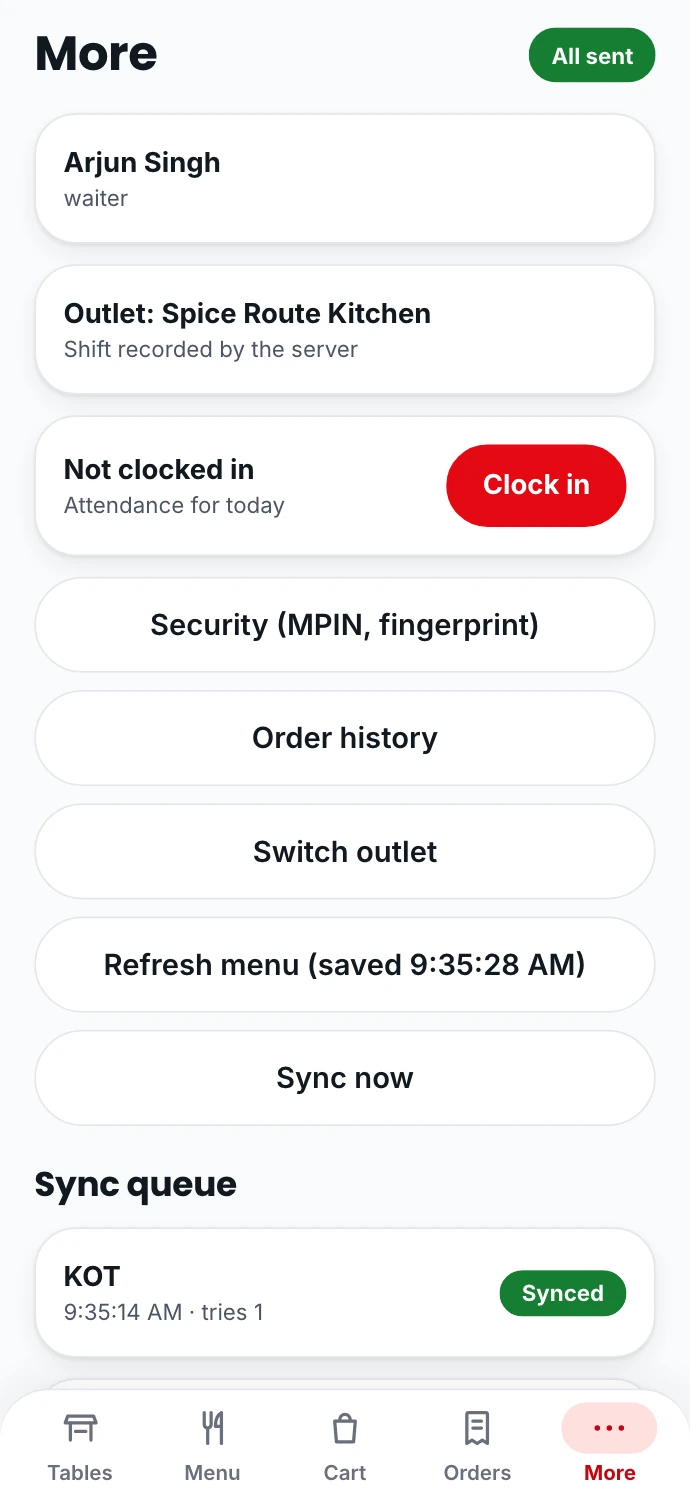 More
All sent
Arjun Singh
waiter
Outlet: Spice Route Kitchen
Shift recorded by the server
Not clocked in
Attendance for today
Clock in
Security (MPIN, fingerprint)
Order history
Switch outlet
Refresh menu (saved 9:35:28 AM)
Sync now
Sync queue
KOT
9:35:14 AM · tries 1
Synced
Tables
Menu
Cart
Orders
More